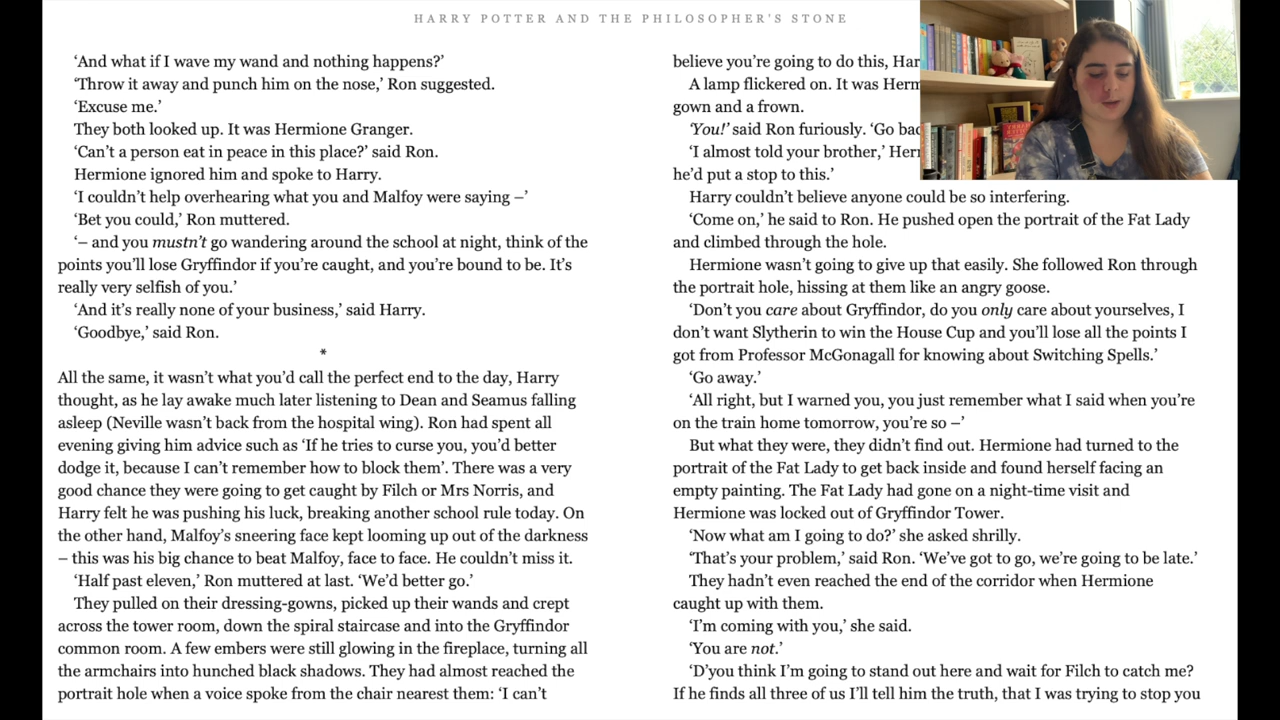 HARRY POTTER AND THE PHILOSOPHER'S STONE
‘And what if I wave my wand and nothing happens?’
‘Throw it away and punch him on the nose,’ Ron suggested.
‘Excuse me.’
They both looked up. It was Hermione Granger.
‘Can’t a person eat in peace in this place?’ said Ron.
Hermione ignored him and spoke to Harry.
‘I couldn’t help overhearing what you and Malfoy were saying –’
‘Bet you could,’ Ron muttered.
‘– and you mustn’t go wandering around the school at night, think of the
points you’ll lose Gryffindor if you’re caught, and you’re bound to be. It’s
really very selfish of you.’
‘And it’s really none of your business,’ said Harry.
‘Goodbye,’ said Ron.
*
All the same, it wasn’t what you’d call the perfect end to the day, Harry
thought, as he lay awake much later listening to Dean and Seamus falling
asleep (Neville wasn’t back from the hospital wing). Ron had spent all
evening giving him advice such as ‘If he tries to curse you, you’d better
dodge it, because I can’t remember how to block them’. There was a very
good chance they were going to get caught by Filch or Mrs Norris, and
Harry felt he was pushing his luck, breaking another school rule today. On
the other hand, Malfoy’s sneering face kept looming up out of the darkness
– this was his big chance to beat Malfoy, face to face. He couldn’t miss it.
‘Half past eleven,’ Ron muttered at last. ‘We’d better go.’
They pulled on their dressing-gowns, picked up their wands and crept
across the tower room, down the spiral staircase and into the Gryffindor
common room. A few embers were still glowing in the fireplace, turning all
the armchairs into hunched black shadows. They had almost reached the
portrait hole when a voice spoke from the chair nearest them: ‘I can’t
believe you’re going to do this, Har
A lamp flickered on. It was Herm
gown and a frown.
‘You!’ said Ron furiously. ‘Go bac
‘I almost told your brother,’ Her
he’d put a stop to this.’
Harry couldn’t believe anyone could be so interfering.
‘Come on,’ he said to Ron. He pushed open the portrait of the Fat Lady
and climbed through the hole.
Hermione wasn’t going to give up that easily. She followed Ron through
the portrait hole, hissing at them like an angry goose.
‘Don’t you care about Gryffindor, do you only care about yourselves, I
don’t want Slytherin to win the House Cup and you’ll lose all the points I
got from Professor McGonagall for knowing about Switching Spells.’
‘Go away.’
‘All right, but I warned you, you just remember what I said when you’re
on the train home tomorrow, you’re so –’
But what they were, they didn’t find out. Hermione had turned to the
portrait of the Fat Lady to get back inside and found herself facing an
empty painting. The Fat Lady had gone on a night-time visit and
Hermione was locked out of Gryffindor Tower.
‘Now what am I going to do?’ she asked shrilly.
‘That’s your problem,’ said Ron. ‘We’ve got to go, we’re going to be late.’
They hadn’t even reached the end of the corridor when Hermione
caught up with them.
‘I’m coming with you,’ she said.
‘You are not.’
‘D’you think I’m going to stand out here and wait for Filch to catch me?
If he finds all three of us I’ll tell him the truth, that I was trying to stop you